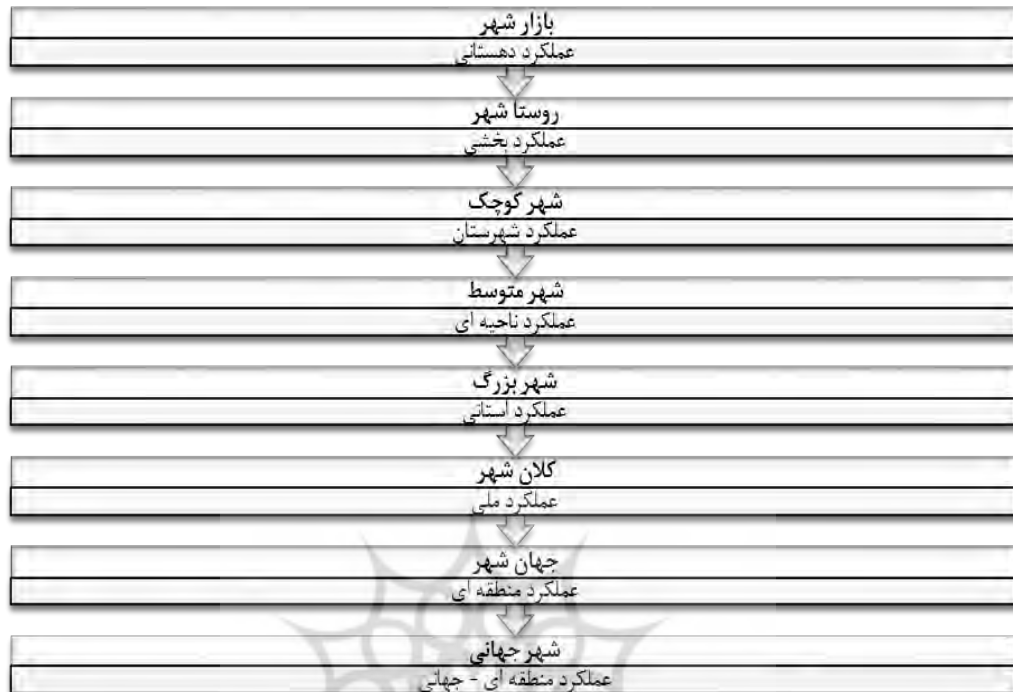 بازار شهر
عملکرد دهستانی
روستا شهر
عملکرد بخشی
شهر کوچک
عملکرد شهرستان
شهر متوسط
عملکرد ناحیه ای
شهر بزرگ
عملکرد استانی
کلان شهر
عملکرد ملی
جهان شهر
عملکرد منطقه ای
شهر جهانی
عملکرد منطقه ای - جهانی